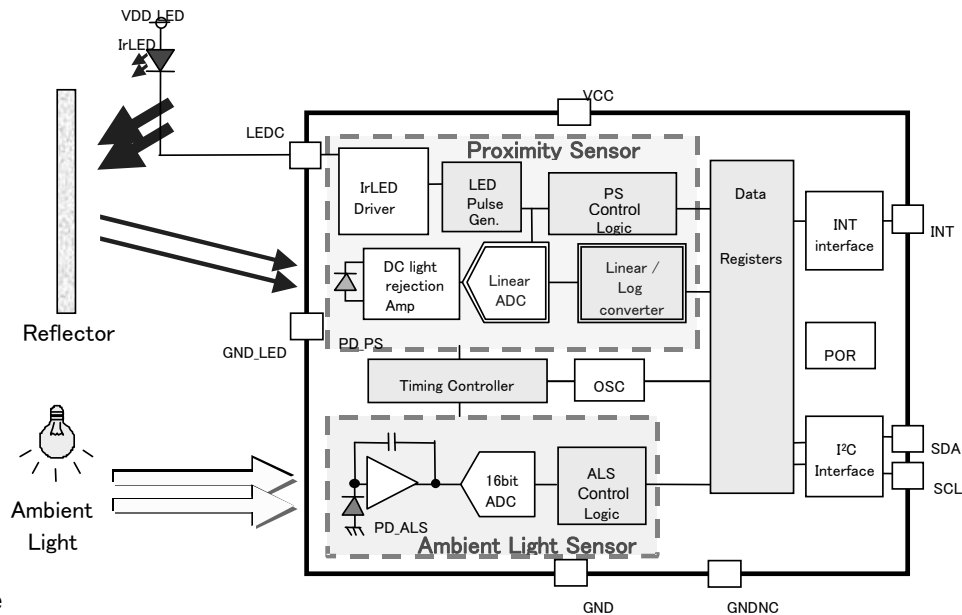 VDD_LED
IrLED
VCC
LEDC
Proximity Sensor
IrLED
Driver
LED
Pulse
Gen.
PS
Control
Logic
Data
Registers
INT
interface
INT
DC light
rejection
Amp
Linear
ADC
Linear /
Log
converter
Reflector
GND_LED
PD_PS
POR
Timing Controller
OSC
Ambient
Light
16bit
ADC
ALS
Control
Logic
PD_ALS
Ambient Light Sensor
I²C
Interface
SDA
SCL
GND
GNDNC
e